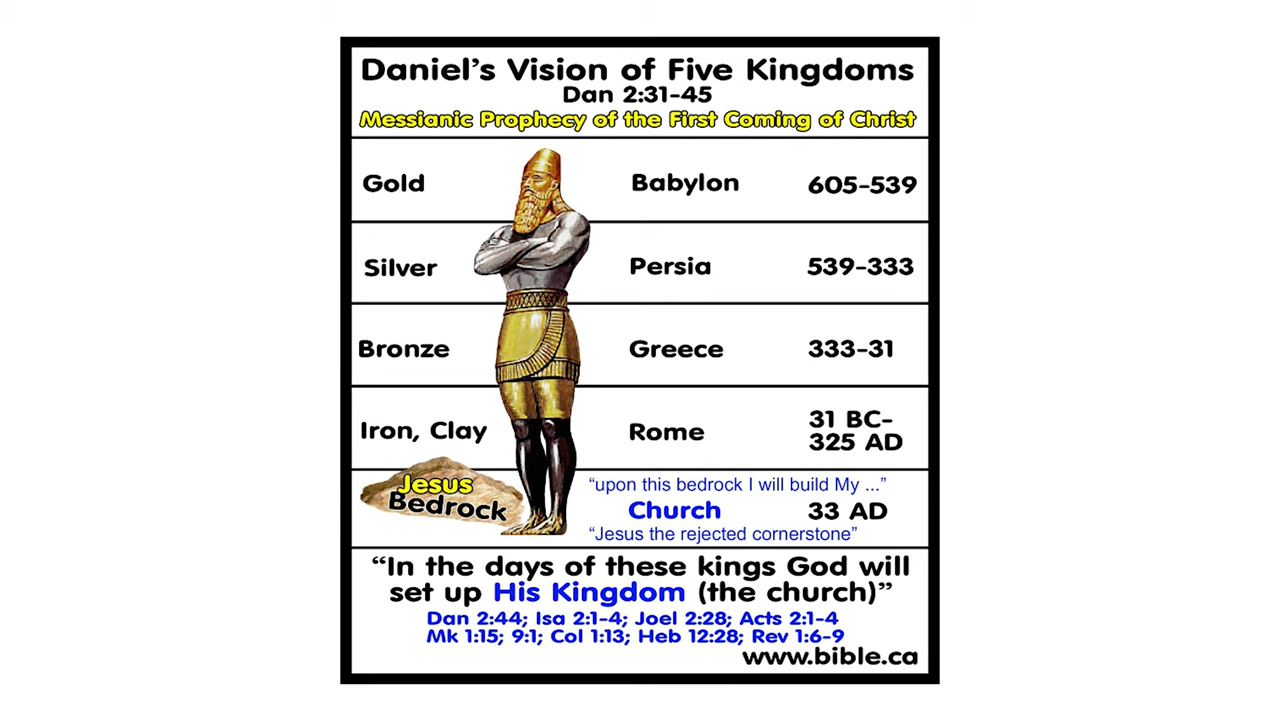 Daniel's Vision of Five Kingdoms
Dan 2:31-45
Messianic Prophecy of the First Coming of Christ
Gold Babylon 605-539
Silver Persia 539-333
Bronze Greece 333-31
Iron, Clay Rome 31 BC-
325 AD
Jesus
Bedrock
"upon this bedrock I will build My ..."
Church 33 AD
"Jesus the rejected cornerstone"
"In the days of these kings God will
set up His Kingdom (the church)"
Dan 2:44; Isa 2:1-4; Joel 2:28; Acts 2:1-4
Mk 1:15; 9:1; Col 1:13; Heb 12:28; Rev 1:6-9
www.bible.ca